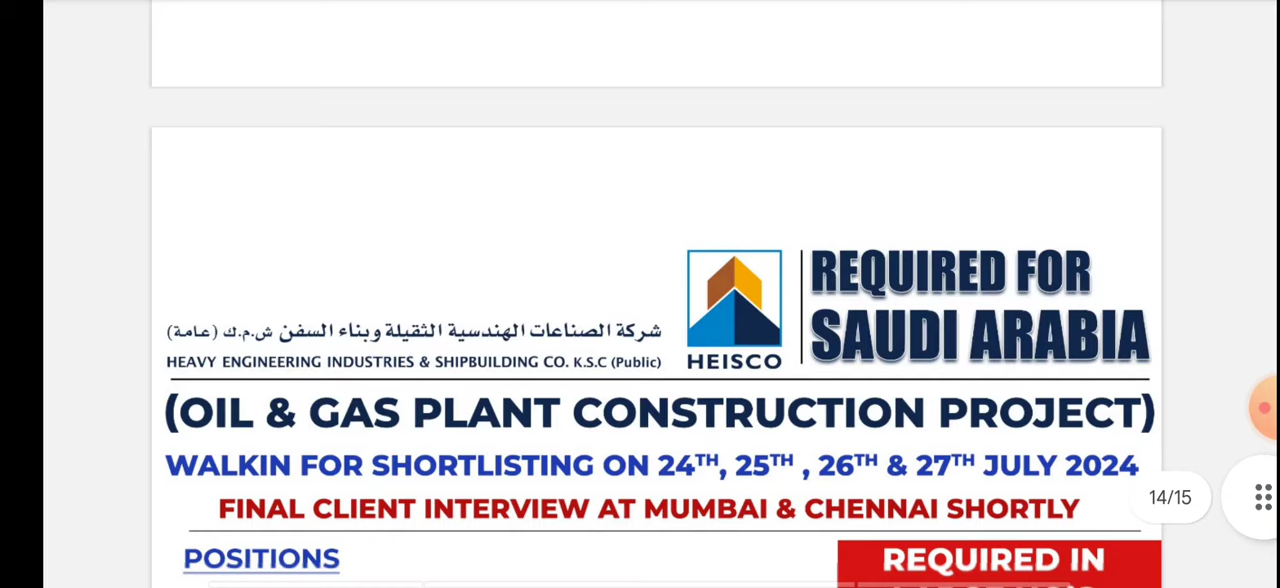 REQUIRED FOR
SAUDI ARABIA
شركة الصناعات الهندسية الثقيلة وبناء السفن ش.م.ك (عامة)
HEAVY ENGINEERING INDUSTRIES & SHIPBUILDING CO. K.S.C (Public)
HEISCO
(OIL & GAS PLANT CONSTRUCTION PROJECT)
WALKIN FOR SHORTLISTING ON 24TH, 25TH , 26TH & 27TH JULY 2024
FINAL CLIENT INTERVIEW AT MUMBAI & CHENNAI SHORTLY
14/15
POSITIONS
REQUIRED IN